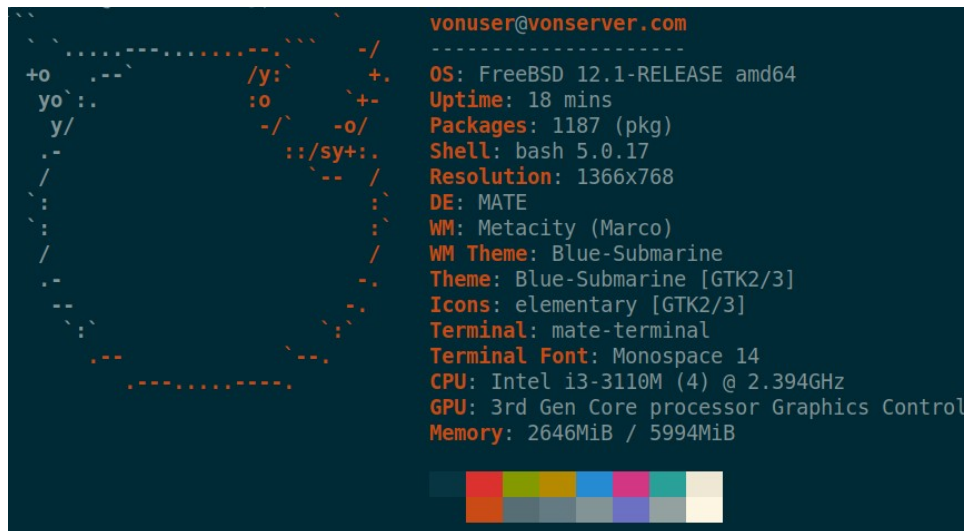 vonuser@vonserver.com
---------------------
OS: FreeBSD 12.1-RELEASE amd64
Uptime: 18 mins
Packages: 1187 (pkg)
Shell: bash 5.0.17
Resolution: 1366x768
DE: MATE
WM: Metacity (Marco)
WM Theme: Blue-Submarine
Theme: Blue-Submarine [GTK2/3]
Icons: elementary [GTK2/3]
Terminal: mate-terminal
Terminal Font: Monospace 14
CPU: Intel i3-3110M (4) @ 2.394GHz
GPU: 3rd Gen Core processor Graphics Control
Memory: 2646MiB / 5994MiB